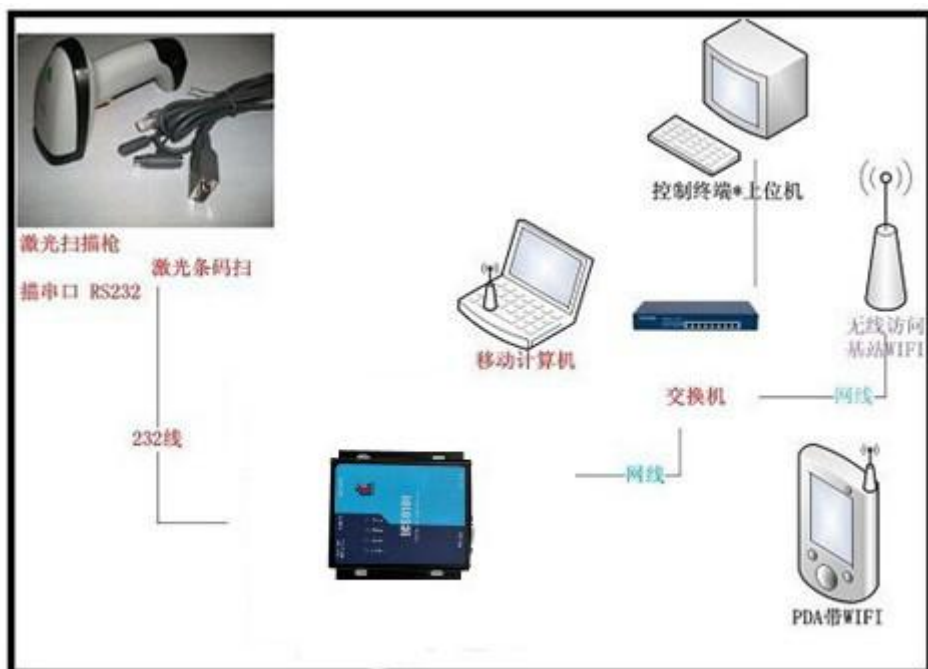 控制终端*上位机
激光扫描枪
激光条码扫
描串口 RS232
无线访问
基站WIFI
移动计算机
交换机
网线
232线
网线
PDA带WIFI